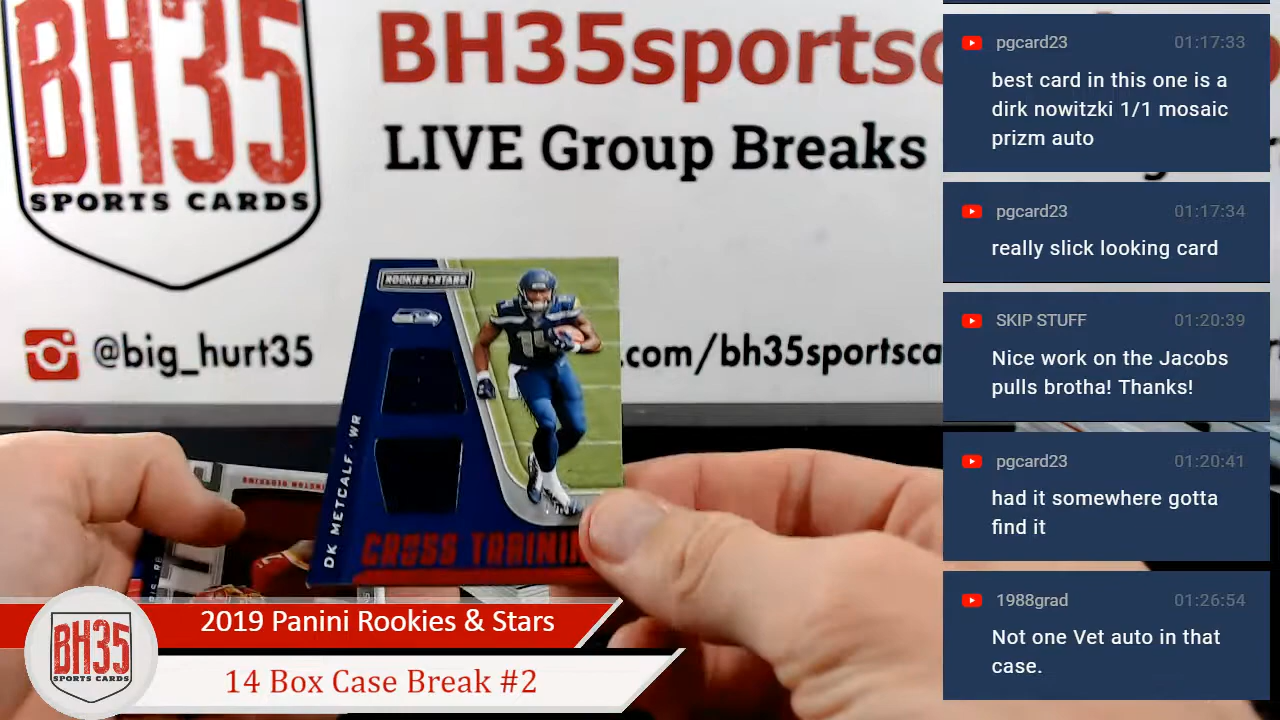 BH35
SPORTS CARDS
BH35sportsc
LIVE Group Breaks
@big_hurt35
.com/bh35sportsca
ROOKIES & STARS
DK METCALF / WR
CROSS TRAININ
2019 Panini Rookies & Stars
14 Box Case Break #2
BH35
SPORTS CARDS
pgcard23 01:17:33
best card in this one is a
dirk nowitzki 1/1 mosaic
prizm auto
pgcard23 01:17:34
really slick looking card
SKIP STUFF 01:20:39
Nice work on the Jacobs
pulls brotha! Thanks!
pgcard23 01:20:41
had it somewhere gotta
find it
1988grad 01:26:54
Not one Vet auto in that
case.